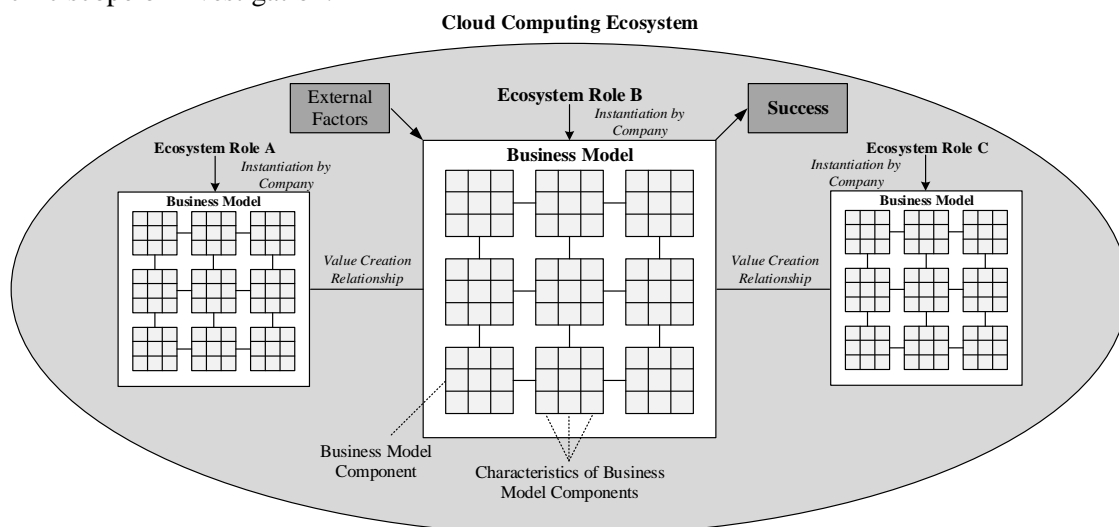 Cloud Computing Ecosystem
External
Factors
Ecosystem Role B
Instantiation by
Company
Success
Ecosystem Role A
Instantiation by
Company
Business Model
Business Model
Ecosystem Role C
Instantiation by
Company
Business Model
Value Creation
Relationship
Value Creation
Relationship
Business Model
Component
Characteristics of Business
Model Components